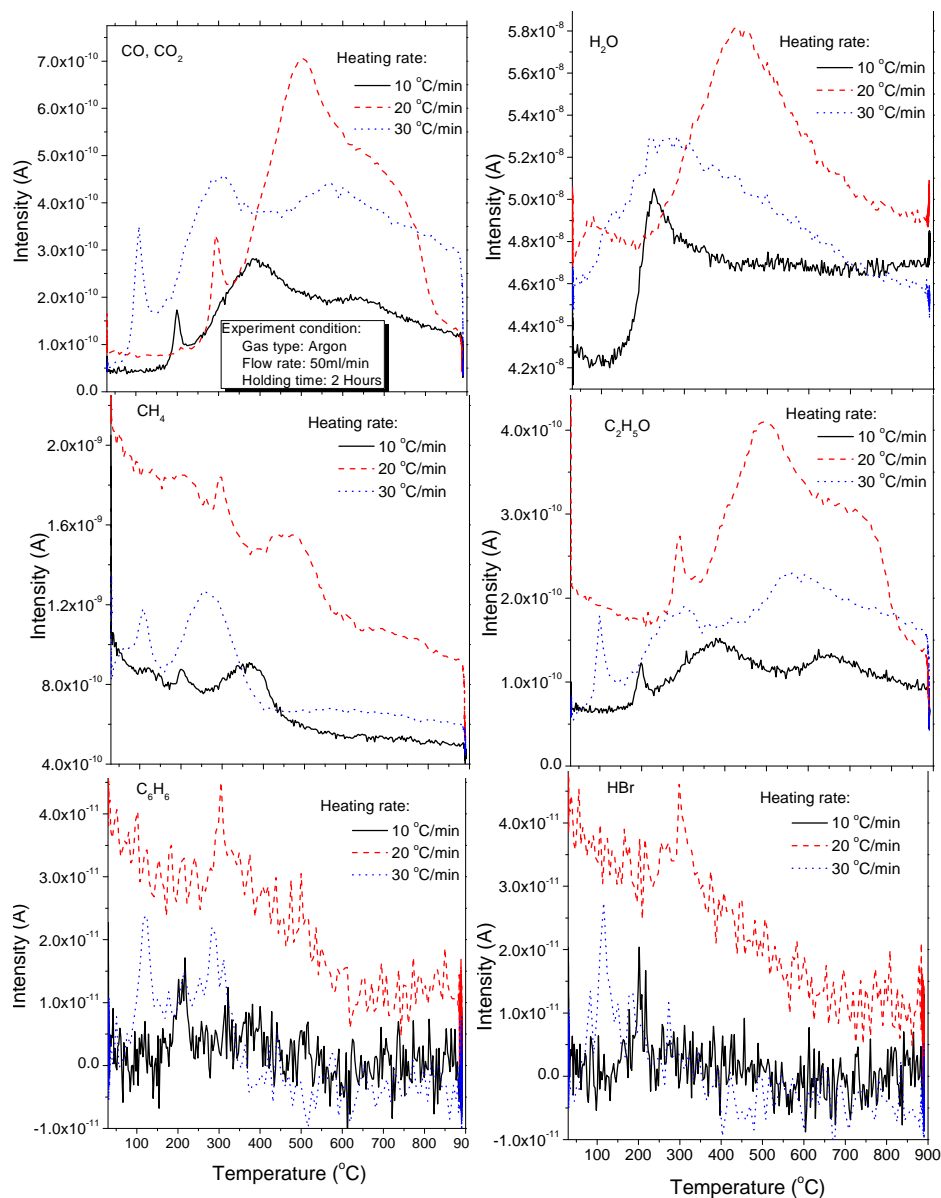 CO, CO2
Heating rate:
10 °C/min
20 °C/min
30 °C/min
7.0x10-10
5.0x10-10
3.0x10-10
2.0x10-10
1.0x10-10
0.0
Intensity (A)
Experiment condition:
Gas type: Argon
Flow rate: 50ml/min
Holding time: 2 Hours
H2O
Heating rate:
10 °C/min
20 °C/min
30 °C/min
5.8x10-8
5.6x10-8
5.4x10-8
5.2x10-8
5.0x10-8
4.8x10-8
4.6x10-8
4.4x10-8
4.2x10-8
Intensity (A)
CH4
Heating rate:
10 °C/min
20 °C/min
30 °C/min
2.0x10-9
1.6x10-9
1.2x10-9
8.0x10-10
4.0x10-10
Intensity (A)
C2H5O
Heating rate:
10 °C/min
20 °C/min
30 °C/min
4.0x10-10
3.0x10-10
2.0x10-10
1.0x10-10
0.0
Intensity (A)
C6H6
Heating rate:
10 °C/min
20 °C/min
30 °C/min
4.0x10-11
3.0x10-11
2.0x10-11
1.0x10-11
0.0
-1.0x10-11
Intensity (A)
100 200 300 400 500 600 700 800 90
Temperature (°C)
HBr
Heating rate:
10 °C/min
20 °C/min
30 °C/min
4.0x10-11
3.0x10-11
2.0x10-11
1.0x10-11
0.0
-1.0x10-11
Intensity (A)
100 200 300 400 500 600 700 800 900
Temperature (°C)